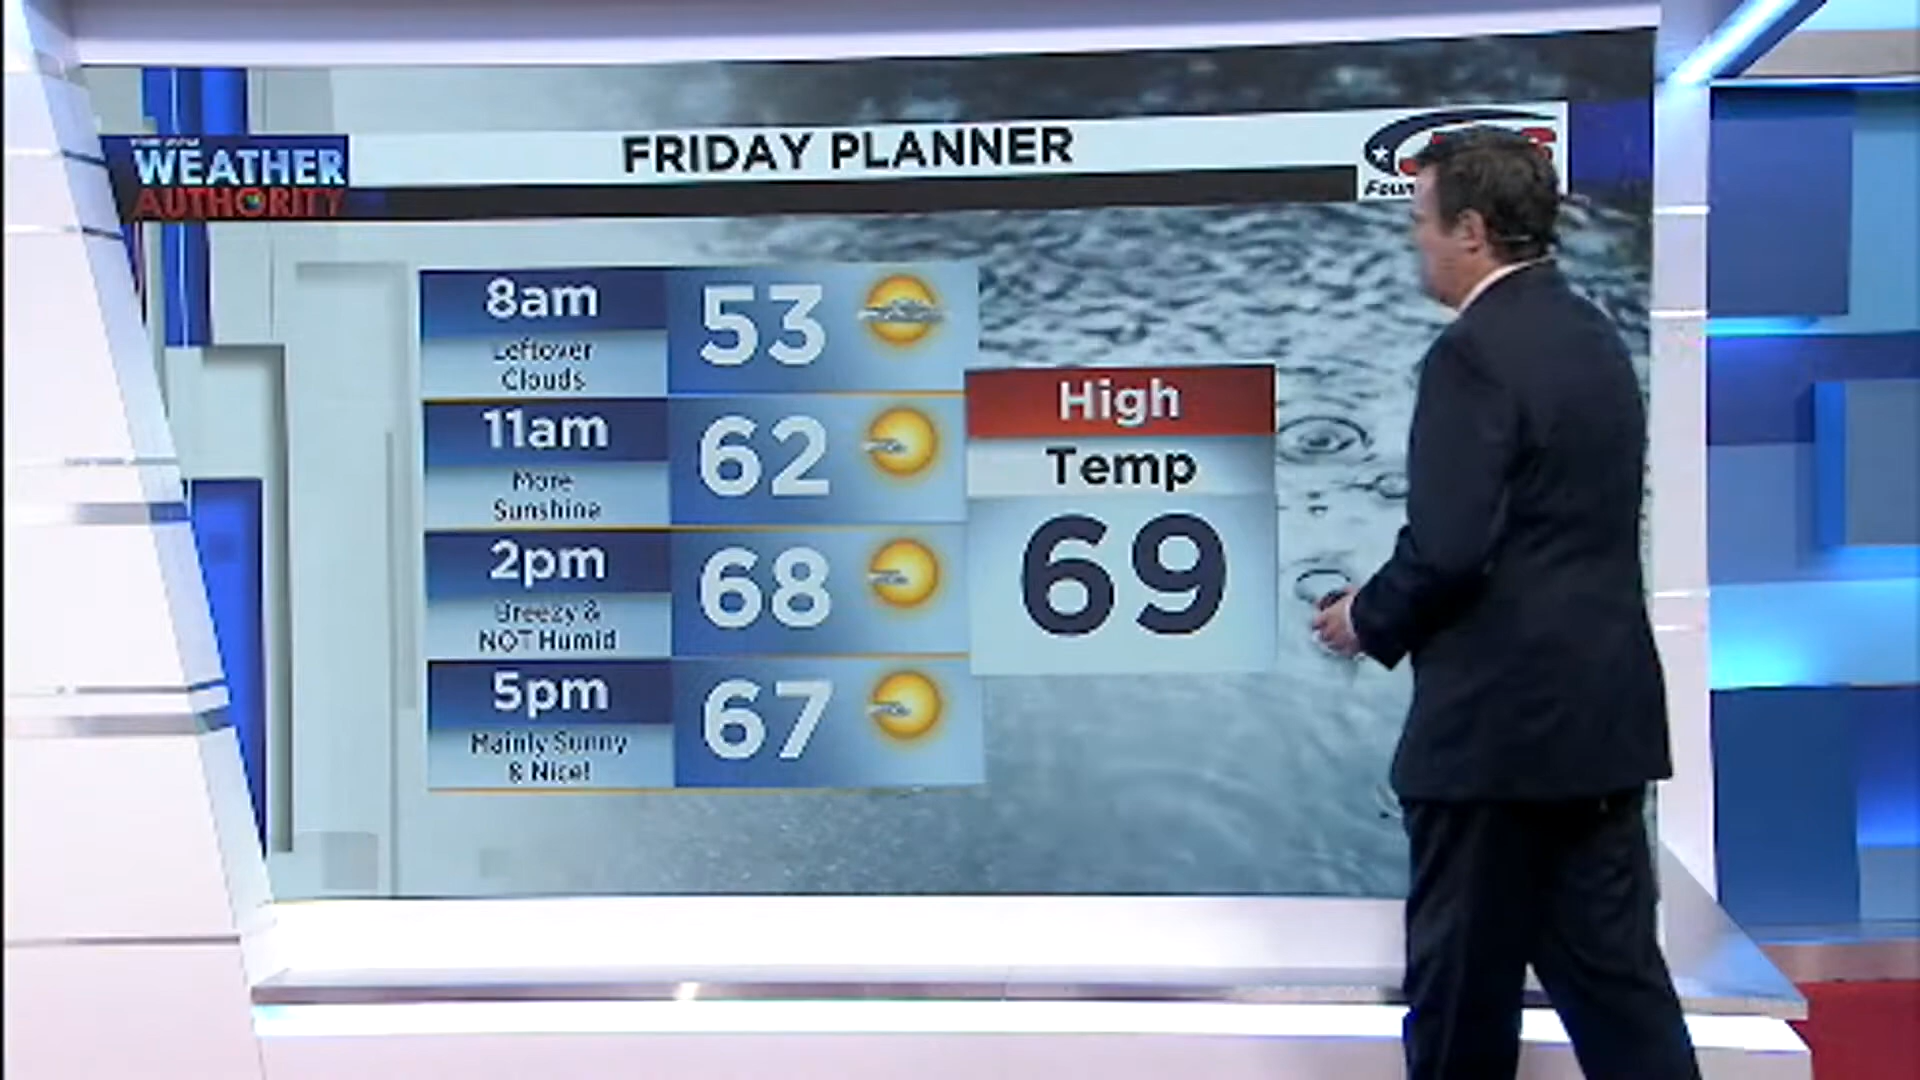 WEATHER
AUTHORITY
FRIDAY PLANNER
Foun
8am
Leftover
Clouds
53
11am
More
Sunshine
62
2pm
Breezy &
NOT Humid
68
5pm
Mainly Sunny
& Nice!
67
High
Temp
69